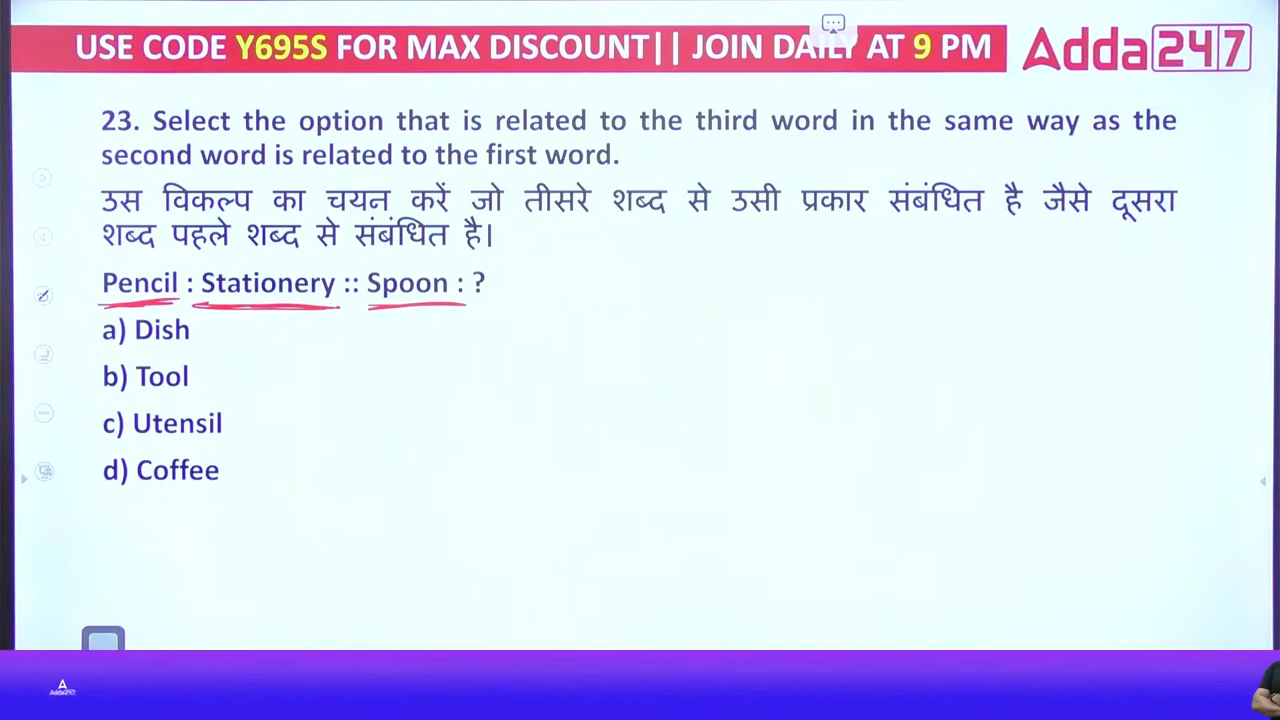 USE CODE Y695S FOR MAX DISCOUNT|| JOIN DAILY AT 9 PM
Adda247
23. Select the option that is related to the third word in the same way as the
second word is related to the first word.
उस विकल्प का चयन करें जो तीसरे शब्द से उसी प्रकार संबंधित है जैसे दूसरा
शब्द पहले शब्द से संबंधित है।
Pencil : Stationery :: Spoon : ?
a) Dish
b) Tool
c) Utensil
d) Coffee
Adda247